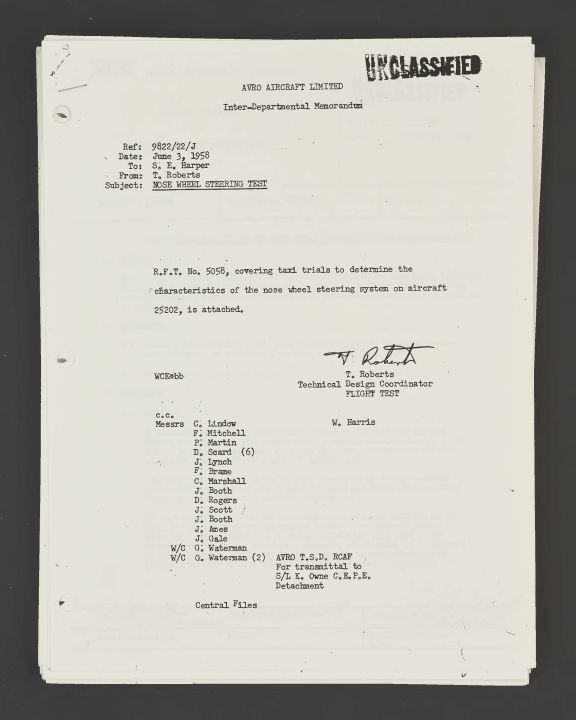 UNCLASSIFIED
AVRO AIRCRAFT LIMITED
Inter-Departmental Memorandum
Ref: 9822/22/J
Date: June 3, 1958
To: S. E. Harper
From: T. Roberts
Subject: NOSE WHEEL STEERING TEST
R.F.T. No. 5058, covering taxi trials to determine the
characteristics of the nose wheel steering system on aircraft
25202, is attached.
T. Roberts
WCE*bb T. Roberts
Technical Design Coordinator
FLIGHT TEST
c.c.
Messrs C. Lindow W. Harris
F. Mitchell
P. Martin
D. Scard (6)
J. Lynch
F. Brame
C. Marshall
J. Booth
D. Rogers
J. Scott
J. Booth
J. Ames
J. Gale
W/C G. Waterman
W/C G. Waterman (2) AVRO T.S.D. RCAF
For transmittal to
S/L K. Owne C.E.P.E.
Detachment
Central Files